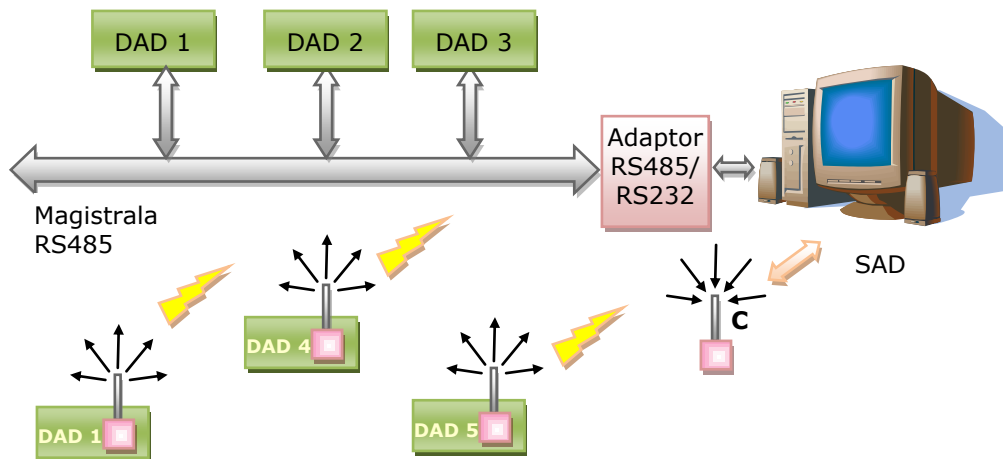 DAD 1
DAD 2
DAD 3
Adaptor
RS485/
RS232
Magistrala
RS485
SAD
C
DAD 4
DAD 1
DAD 5